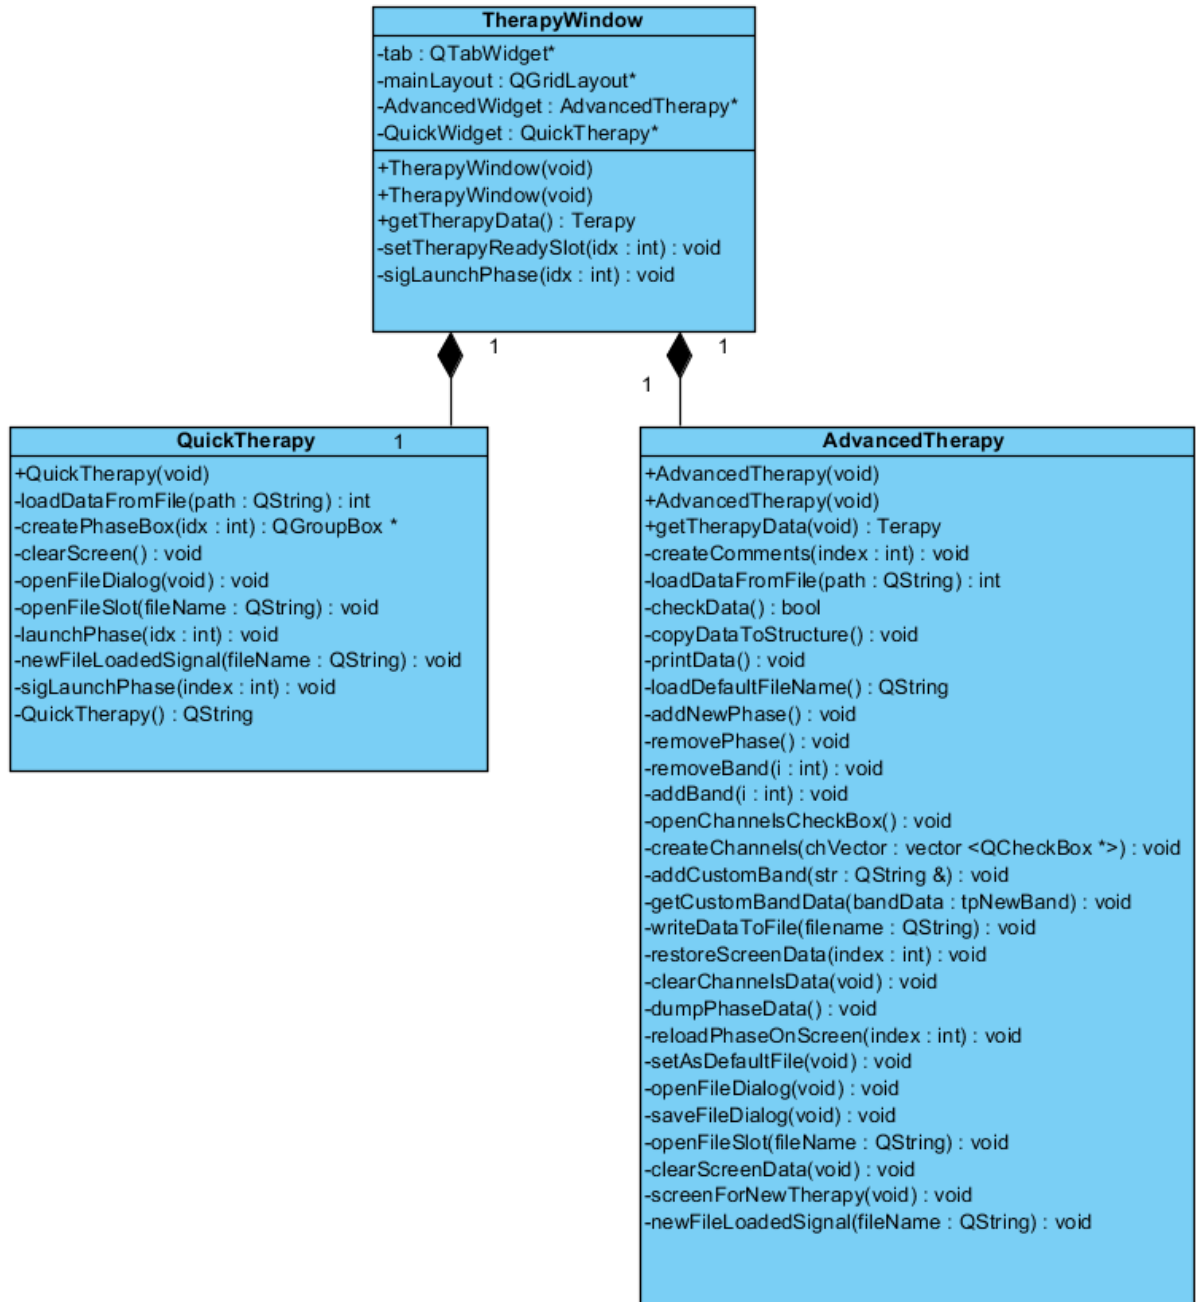 TherapyWindow
-tab : QTabWidget*
-mainLayout : QGridLayout*
-AdvancedWidget : AdvancedTherapy*
-QuickWidget : QuickTherapy*
+TherapyWindow(void)
+TherapyWindow(void)
+getTherapyData() : Terapy
-setTherapyReadySlot(idx : int) : void
-sigLaunchPhase(idx : int) : void
1
1
1
QuickTherapy
1
+QuickTherapy(void)
-loadDataFromFile(path : QString) : int
-createPhaseBox(idx : int) : QGroupBox *
-clearScreen() : void
-openFileDialog(void) : void
-openFileSlot(fileName : QString) : void
-launchPhase(idx : int) : void
-newFileLoadedSignal(fileName : QString) : void
-sigLaunchPhase(index : int) : void
-QuickTherapy() : QString
AdvancedTherapy
+AdvancedTherapy(void)
+AdvancedTherapy(void)
+getTherapyData(void) : Terapy
-createComments(index : int) : void
-loadDataFromFile(path : QString) : int
-checkData() : bool
-copyDataToStructure() : void
-printData() : void
-loadDefaultFileName() : QString
-addNewPhase() : void
-removePhase() : void
-removeBand(i : int) : void
-addBand(i : int) : void
-openChannelsCheckBox() : void
-createChannels(chVector : vector <QCheckBox *>) : void
-addCustomBand(str : QString &) : void
-getCustomBandData(bandData : tpNewBand) : void
-writeDataToFile(filename : QString) : void
-restoreScreenData(index : int) : void
-clearChannelsData(void) : void
-dumpPhaseData() : void
-reloadPhaseOnScreen(index : int) : void
-setAsDefaultFile(void) : void
-openFileDialog(void) : void
-saveFileDialog(void) : void
-openFileSlot(fileName : QString) : void
-clearScreenData(void) : void
-screenForNewTherapy(void) : void
-newFileLoadedSignal(fileName : QString) : void